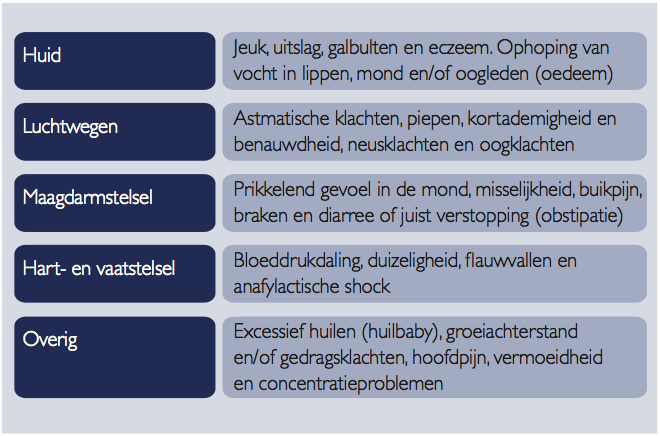 Huid
Jeuk, uitslag, galbulten en eczeem. Ophoping van
vocht in lippen, mond en/of oogleden (oedeem)
Luchtwegen
Astmatische klachten, piepen, kortademigheid en
benauwdheid, neusklachten en oogklachten
Maagdarmstelsel
Prikkelend gevoel in de mond, misselijkheid, buikpijn,
braken en diarree of juist verstopping (obstipatie)
Hart- en vaatstelsel
Bloeddrukdaling, duizeligheid, flauwvallen en
anafylactische shock
Overig
Excessief huilen (huilbaby), groeiachterstand
en/of gedragsklachten, hoofdpijn, vermoeidheid
en concentratieproblemen